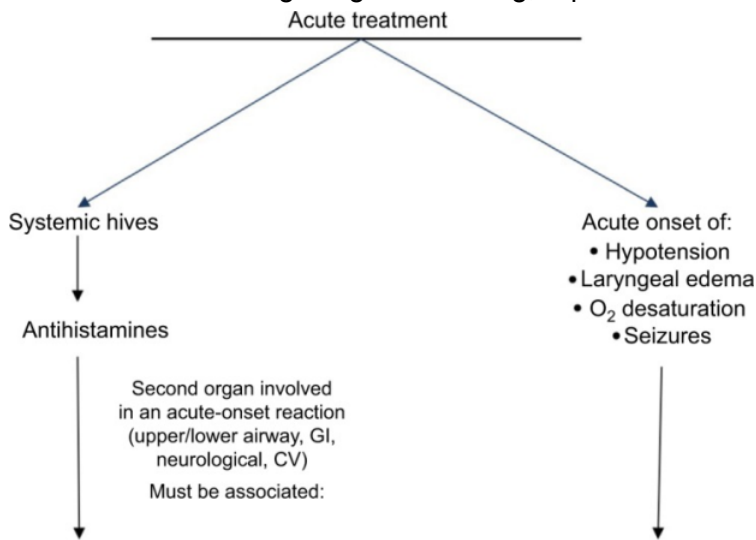 Acute treatment
Systemic hives
Antihistamines
Second organ involved
in an acute-onset reaction
(upper/lower airway, GI,
neurological, CV)
Must be associated:
Acute onset of:
• Hypotension
• Laryngeal edema
• O₂ desaturation
• Seizures